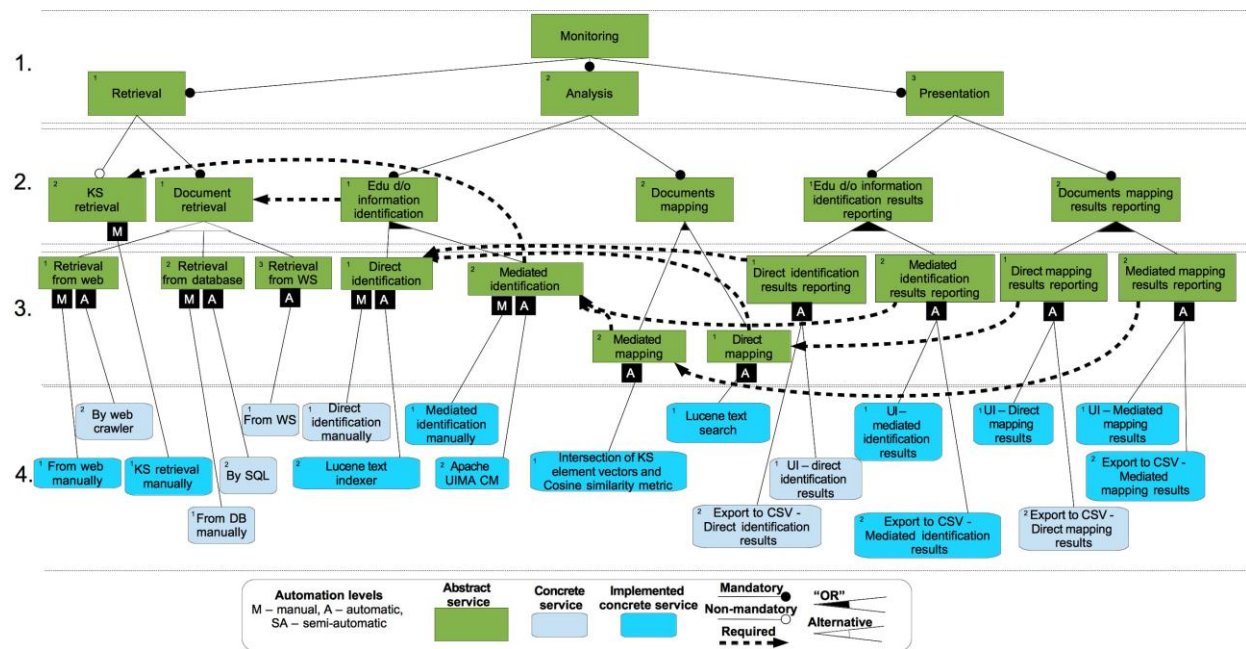 Monitoring
1.
1
Retrieval
2
Analysis
3
Presentation
2.
2
KS
retrieval
M
1
Document
retrieval
1
Edu d/o
information
identification
2
Documents
mapping
1
Edu d/o information
identification results
reporting
2
Documents mapping
results reporting
3.
1
Retrieval
from web
M A
2
Retrieval
from database
M A
3
Retrieval
from WS
A
1
Direct
identification
M A
2
Mediated
identification
M A
2
Mediated
mapping
A
1
Direct
mapping
A
1
Direct identification
results reporting
A
2
Mediated
identification
results reporting
A
1
Direct mapping
results reporting
A
2
Mediated mapping
results reporting
A
4.
2
By web
crawler
1
From web
manually
1
KS retrieval
manually
2
By SQL
1
From DB
manually
1
From WS
1
Direct
identification
manually
2
Lucene text
indexer
1
Mediated
identification
manually
2
Apache
UIMA CM
1
Lucene text
search
1
Intersection of KS
element vectors and
Cosine similarity metric
1
UI – direct
identification
results
2
Export to CSV -
Direct identification
results
1
UI –
mediated
identification
results
2
Export to CSV -
Mediated identification
results
1
UI – Direct
mapping
results
2
Export to CSV -
Direct mapping
results
1
UI – Mediated
mapping
results
2
Export to CSV -
Mediated mapping
results
Automation levels
M – manual, A – automatic,
SA – semi-automatic
Abstract
service
Concrete
service
Implemented
concrete service
Mandatory
Non-mandatory
Required
“OR”
Alternative